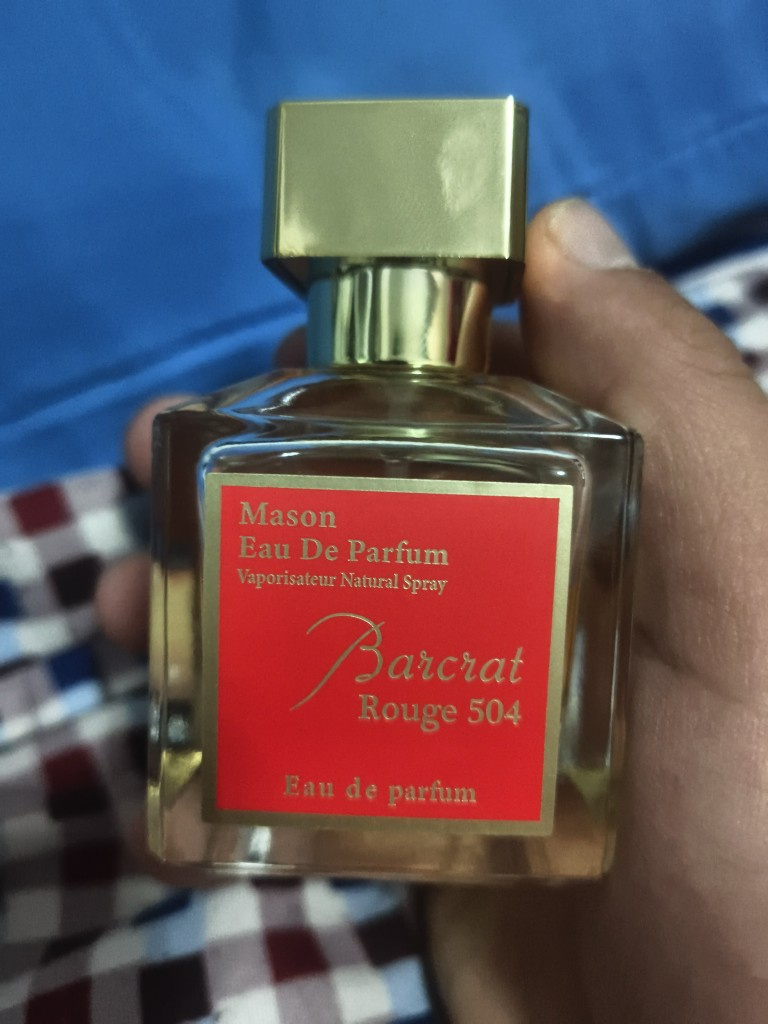 Mason
Eau De Parfum
Vaporisateur Natural Spray
Barcrat
Rouge 504
Eau de parfum